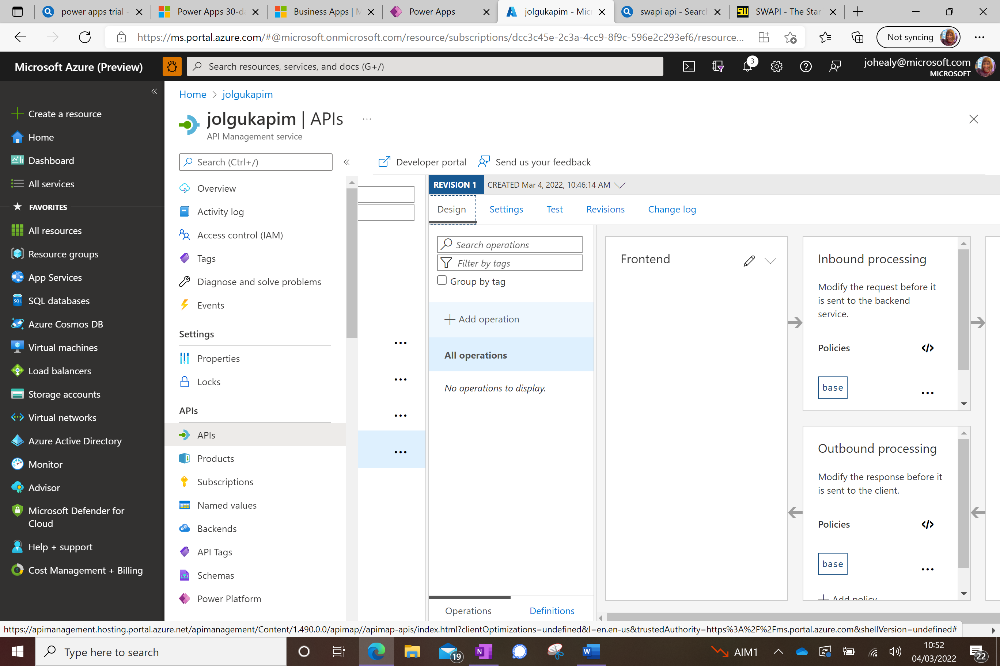 power apps trial -
Power Apps 30-da
Business Apps | M
Power Apps
jolgukapim - Micr
swapi api - Search
SWAPI - The Star
https://ms.portal.azure.com/#@microsoft.onmicrosoft.com/resource/subscriptions/dcc3c45e-2c3a-4cc9-8f9c-596e2c293ef6/resource...
Not syncing
Microsoft Azure (Preview)
Search resources, services, and docs (G+/)
3
johealy@microsoft.com
MICROSOFT
Create a resource
Home
Dashboard
All services
FAVORITES
All resources
Resource groups
App Services
SQL
SQL databases
Azure Cosmos DB
Virtual machines
Load balancers
Storage accounts
Virtual networks
Azure Active Directory
Monitor
Advisor
Microsoft Defender for
Cloud
Help + support
Cost Management + Billing
Home > jolgukapim
jolgukapim | APIs ...
API Management service
Search (Ctrl+/)
Overview
Activity log
Access control (IAM)
Tags
Diagnose and solve problems
Events
Settings
Properties
Locks
APIs
APIs
Products
Subscriptions
Named values
Backends
API Tags
Schemas
Power Platform
Developer portal
Send us your feedback
REVISION 1
CREATED Mar 4, 2022, 10:46:14 AM
Design
Settings
Test
Revisions
Change log
Search operations
Filter by tags
Group by tag
Add operation
All operations
No operations to display.
Operations
Definitions
Frontend
Inbound processing
Modify the request before it
is sent to the backend
service.
Policies </>
base ...
Outbound processing
Modify the response before it
is sent to the client.
Policies </>
base ...
+ Add policy
https://apimanagement.hosting.portal.azure.net/apimanagement/Content/1.490.0.0/apimap//apimap-apis/index.html?clientOptimizations=undefined&l=en.en-us&trustedAuthority=https%3A%2F%2Fms.portal.azure.com&shellVersion=undefined#
Type here to search
19
N
W
AIM1
10:52
04/03/2022
22